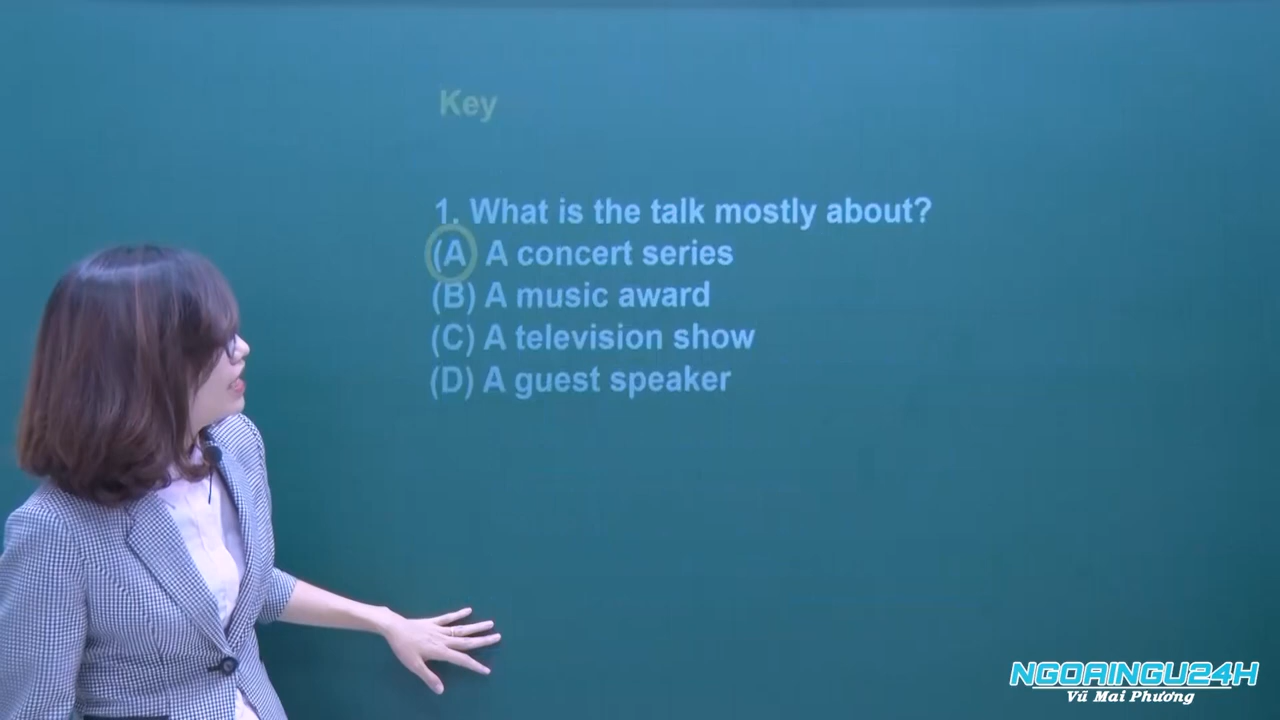 Key
1. What is the talk mostly about?
(A) A concert series
(B) A music award
(C) A television show
(D) A guest speaker
NGOAINGU24H
Vũ Mai Phương